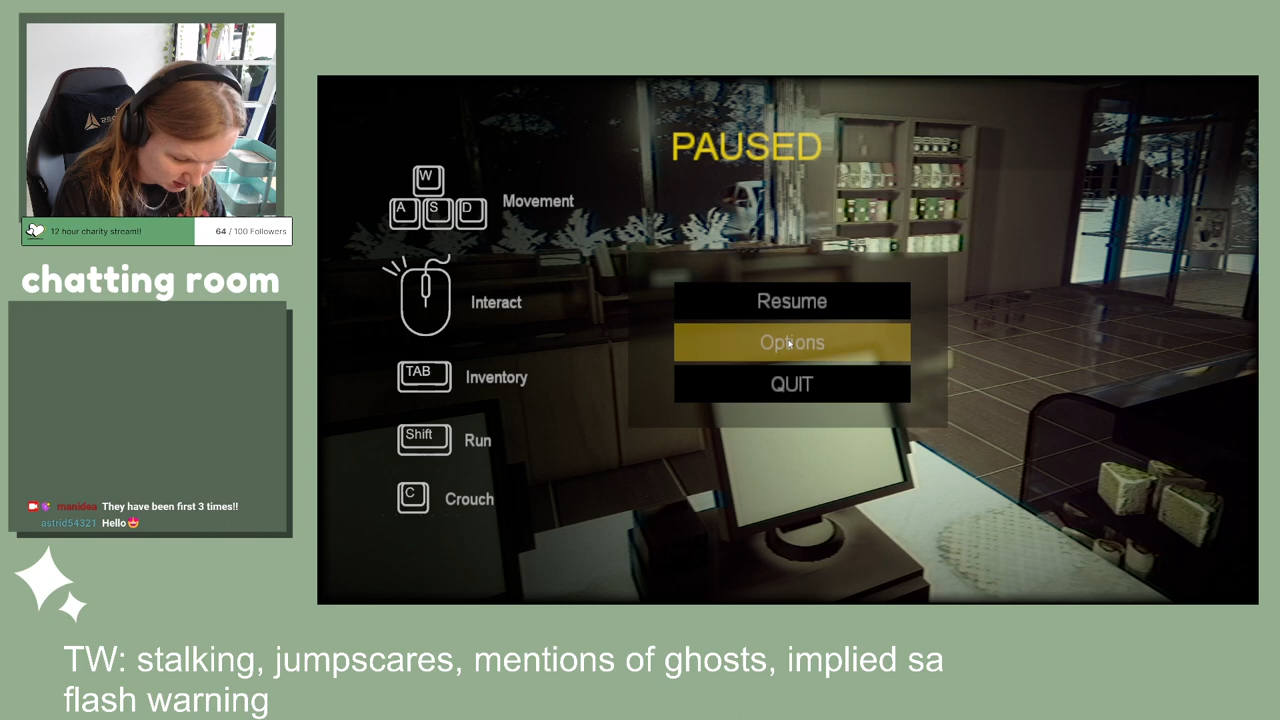 12 hour charity stream!!
64 / 100 Followers
chatting room
manidea They have been first 3 times!!
astrid54321 Hello
PAUSED
W
A S D
Movement
Interact
TAB
Inventory
Shift
Run
C
Crouch
Resume
Options
QUIT
TW: stalking, jumpscares, mentions of ghosts, implied sa
flash warning